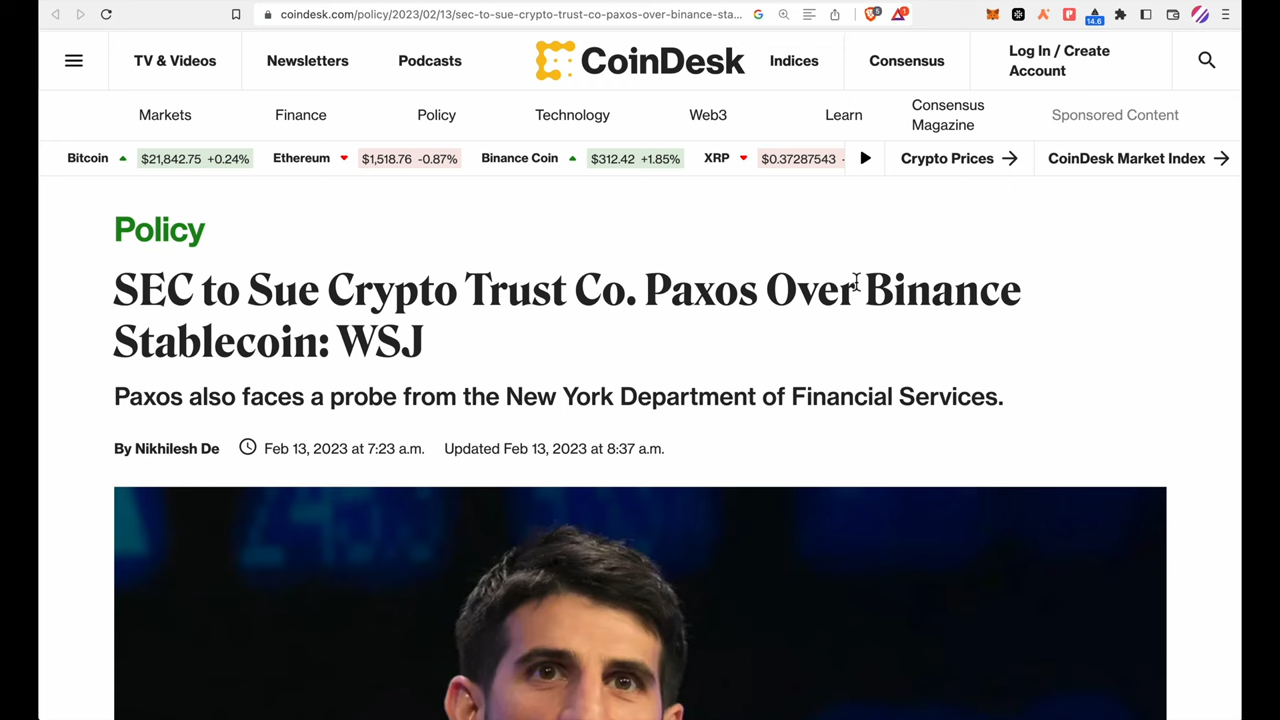 coindesk.com/policy/2023/02/13/sec-to-sue-crypto-trust-co-paxos-over-binance-sta...
14.6
TV & Videos
Newsletters
Podcasts
CoinDesk
Indices
Consensus
Log In / Create
Account
Markets
Finance
Policy
Technology
Web3
Learn
Consensus
Magazine
Sponsored Content
Bitcoin $21,842.75 +0.24% Ethereum $1,518.76 -0.87% Binance Coin $312.42 +1.85% XRP $0.37287543 -
Crypto Prices
CoinDesk Market Index
Policy
SEC to Sue Crypto Trust Co. Paxos Over Binance
Stablecoin: WSJ
Paxos also faces a probe from the New York Department of Financial Services.
By Nikhilesh De Feb 13, 2023 at 7:23 a.m. Updated Feb 13, 2023 at 8:37 a.m.